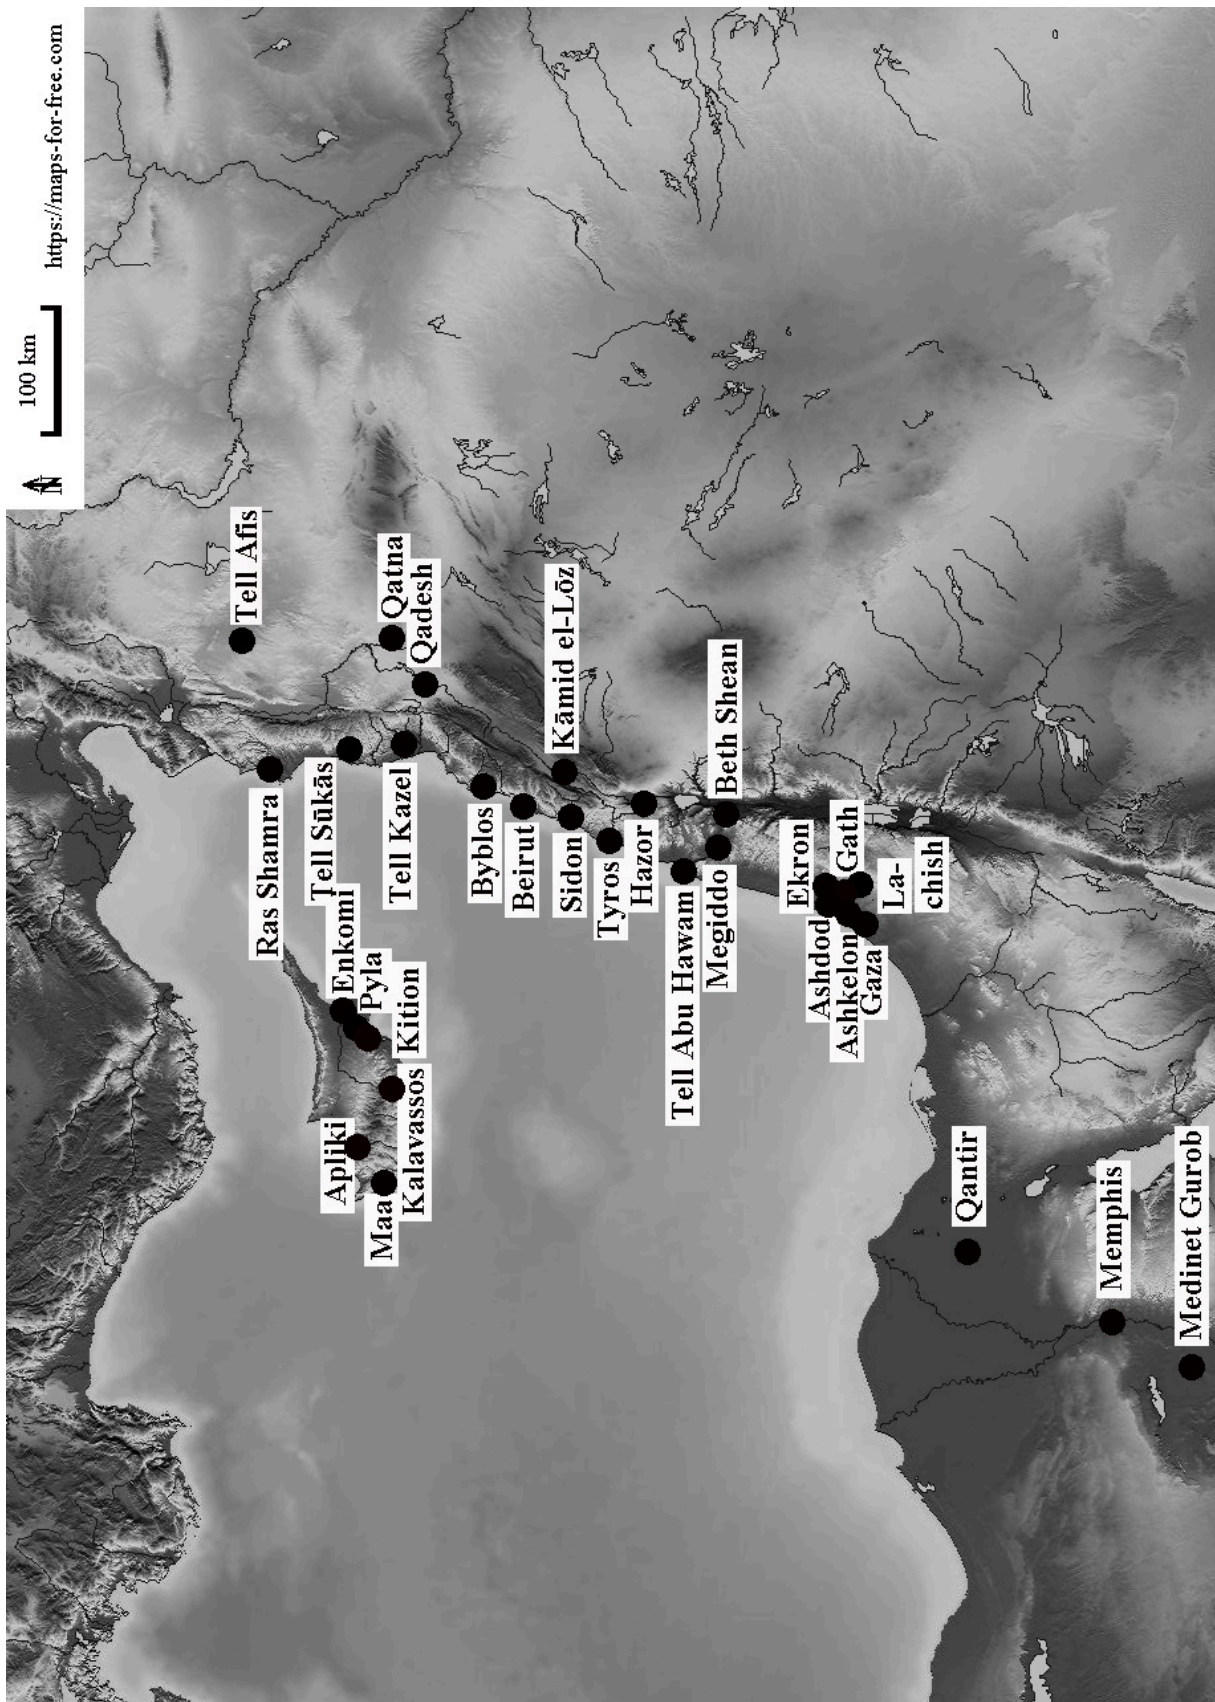 100 km
https://maps-for-free.com
N
Tell Afis
Ras Shamra
Tell Sūkās
Qatna
Qadesh
Tell Kazel
Enkomi
Pyla
Kition
Apliki
Maa
Kalavassos
Byblos
Beirut
Kāmid el-Lōz
Sidon
Tyros
Hazor
Tell Abu Hawam
Megiddo
Beth Shean
Ekron
Gath
Ashdod
Ashkelon
Gaza
La-
chish
Qantir
Memphis
Medinet Gurob